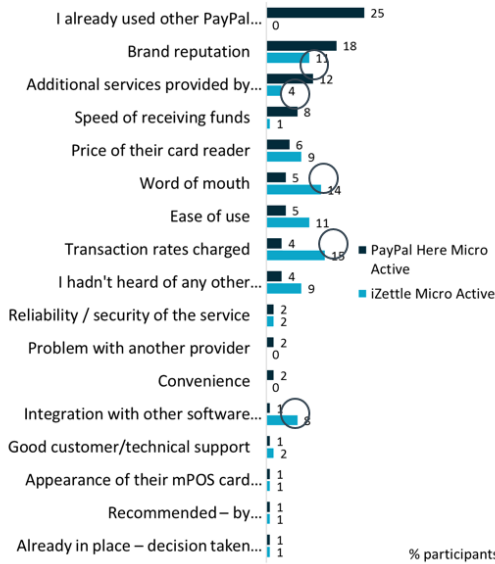 I already used other PayPal… 25
0
Brand reputation 18
11
Additional services provided by… 12
4
Speed of receiving funds 8
1
Price of their card reader 6
9
Word of mouth 5
14
Ease of use 5
11
Transaction rates charged 4
15
I hadn't heard of any other… 4
9
Reliability / security of the service 2
2
Problem with another provider 2
0
Convenience 2
0
Integration with other software… 1
8
Good customer/technical support 1
2
Appearance of their mPOS card… 1
1
Recommended – by… 1
1
Already in place – decision taken… 1
1
PayPal Here Micro
Active
iZettle Micro Active
% participants